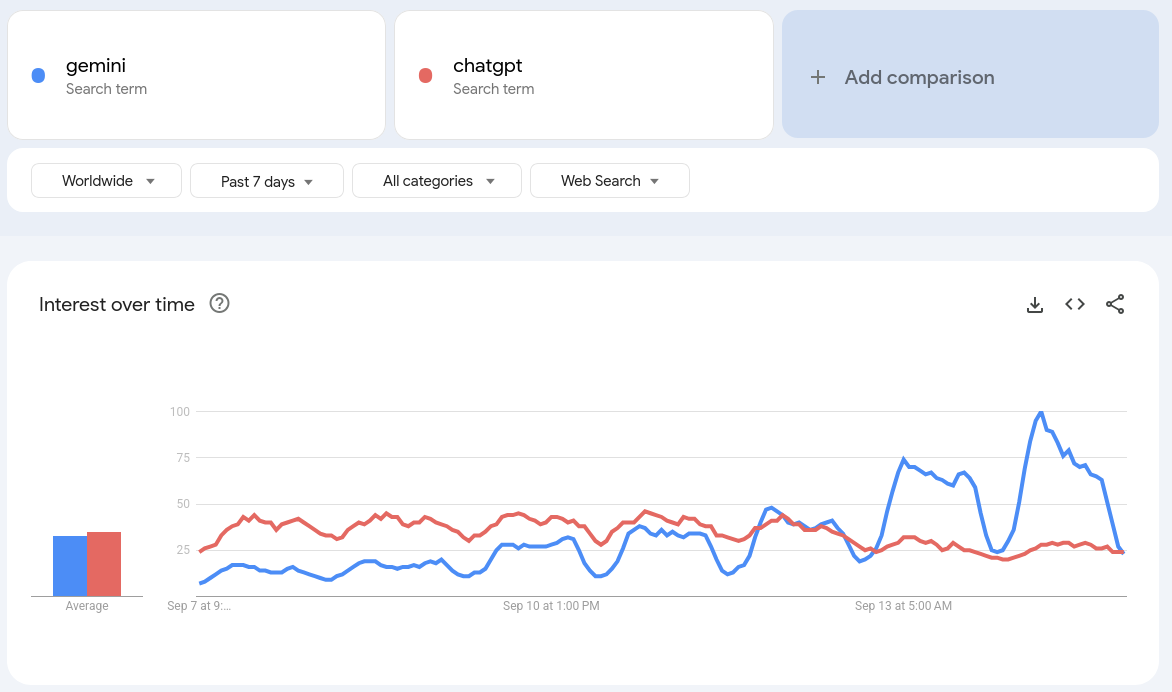 gemini
Search term
chatgpt
Search term
+ Add comparison
Worldwide
Past 7 days
All categories
Web Search
Interest over time
100
75
50
25
Average
Sep 7 at 9:...
Sep 10 at 1:00 PM
Sep 13 at 5:00 AM